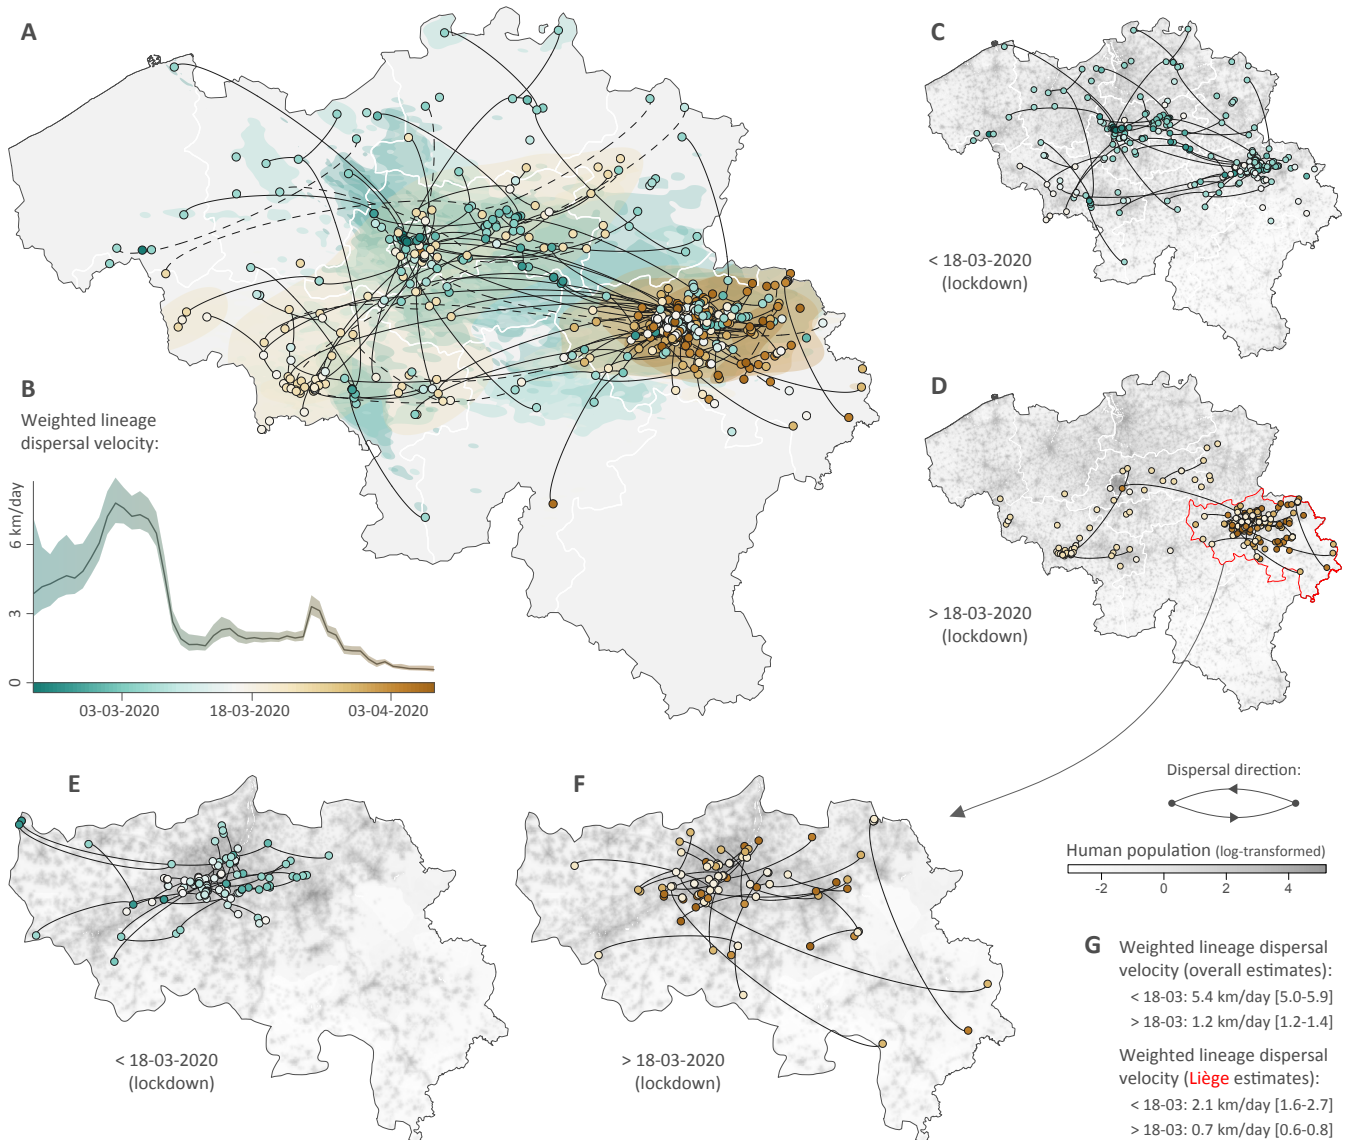 A
B
Weighted lineage
dispersal velocity:
0 3 6 km/day
03-03-2020 18-03-2020 03-04-2020
C
< 18-03-2020
(lockdown)
D
> 18-03-2020
(lockdown)
E
< 18-03-2020
(lockdown)
F
> 18-03-2020
(lockdown)
Dispersal direction:
Human population (log-transformed)
-2 0 2 4
G
Weighted lineage dispersal
velocity (overall estimates):
< 18-03: 5.4 km/day [5.0-5.9]
> 18-03: 1.2 km/day [1.2-1.4]
Weighted lineage dispersal
velocity (Liège estimates):
< 18-03: 2.1 km/day [1.6-2.7]
> 18-03: 0.7 km/day [0.6-0.8]